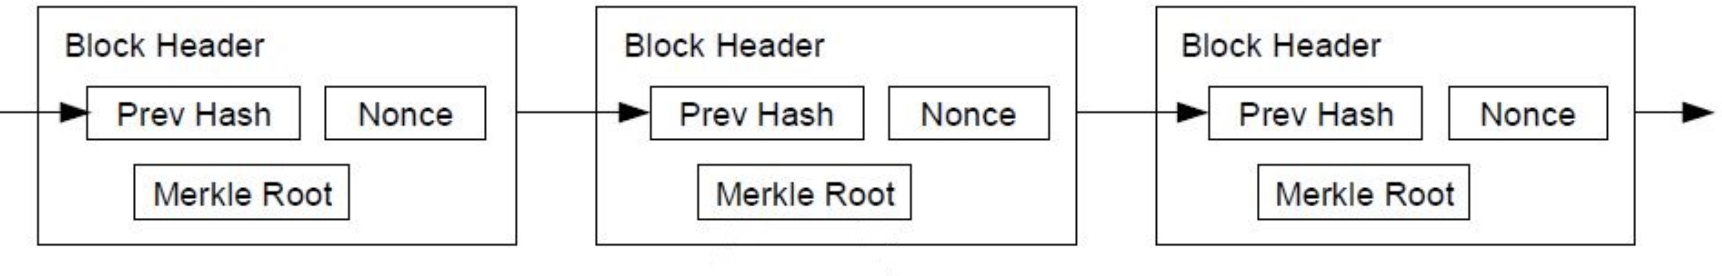 Block Header
Prev Hash
Nonce
Merkle Root
Block Header
Prev Hash
Nonce
Merkle Root
Block Header
Prev Hash
Nonce
Merkle Root